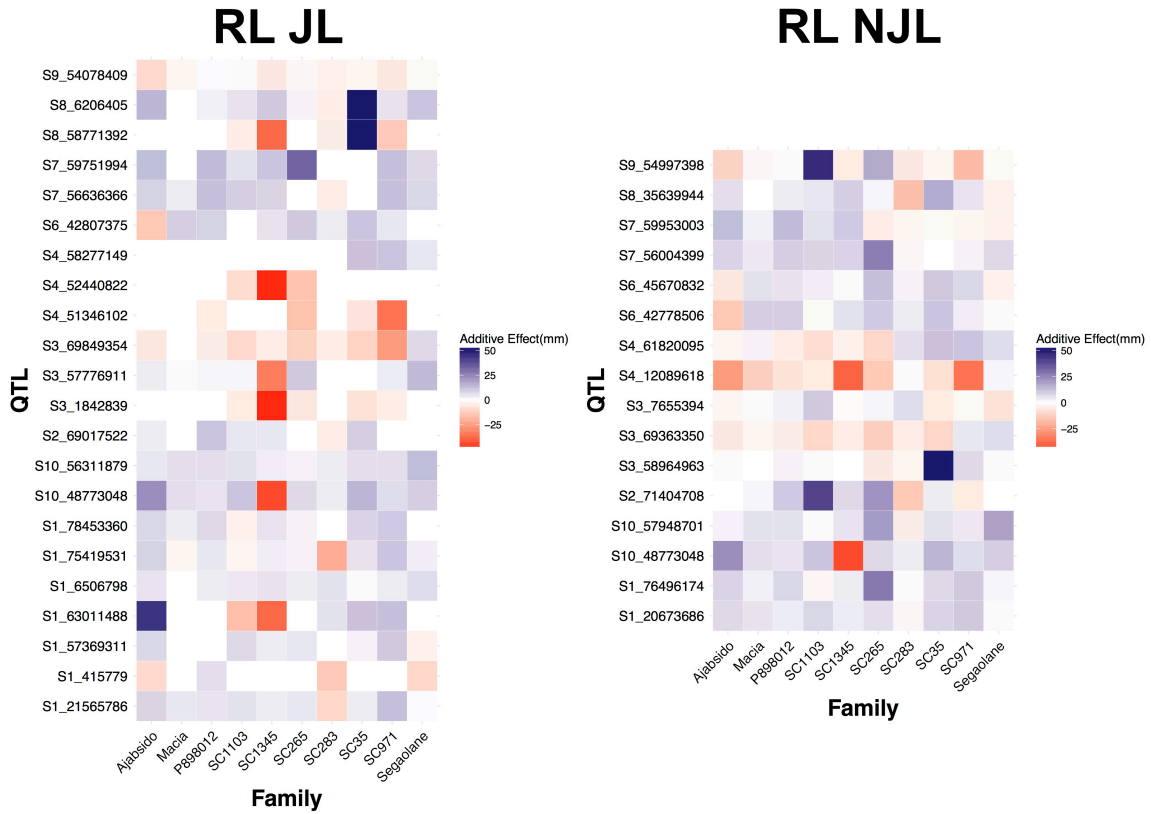 RL JL
RL NJL
S9_54078409
S8_6206405
S8_58771392
S7_59751994
S7_56636366
S6_42807375
S4_58277149
S4_52440822
S4_51346102
S3_69849354
S3_57776911
S3_1842839
S2_69017522
S10_56311879
S10_48773048
S1_78453360
S1_75419531
S1_6506798
S1_63011488
S1_57369311
S1_415779
S1_21565786
QTL
Ajabsido
Macia
P898012
SC1103
SC1345
SC265
SC283
SC35
SC971
Segaolane
Family
Additive Effect(mm)
50
25
0
−25
S9_54997398
S8_35639944
S7_59953003
S7_56004399
S6_45670832
S6_42778506
S4_61820095
S4_12089618
S3_7655394
S3_69363350
S3_58964963
S2_71404708
S10_57948701
S10_48773048
S1_76496174
S1_20673686
QTL
Ajabsido
Macia
P898012
SC1103
SC1345
SC265
SC283
SC35
SC971
Segaolane
Family
Additive Effect(mm)
50
25
0
−25